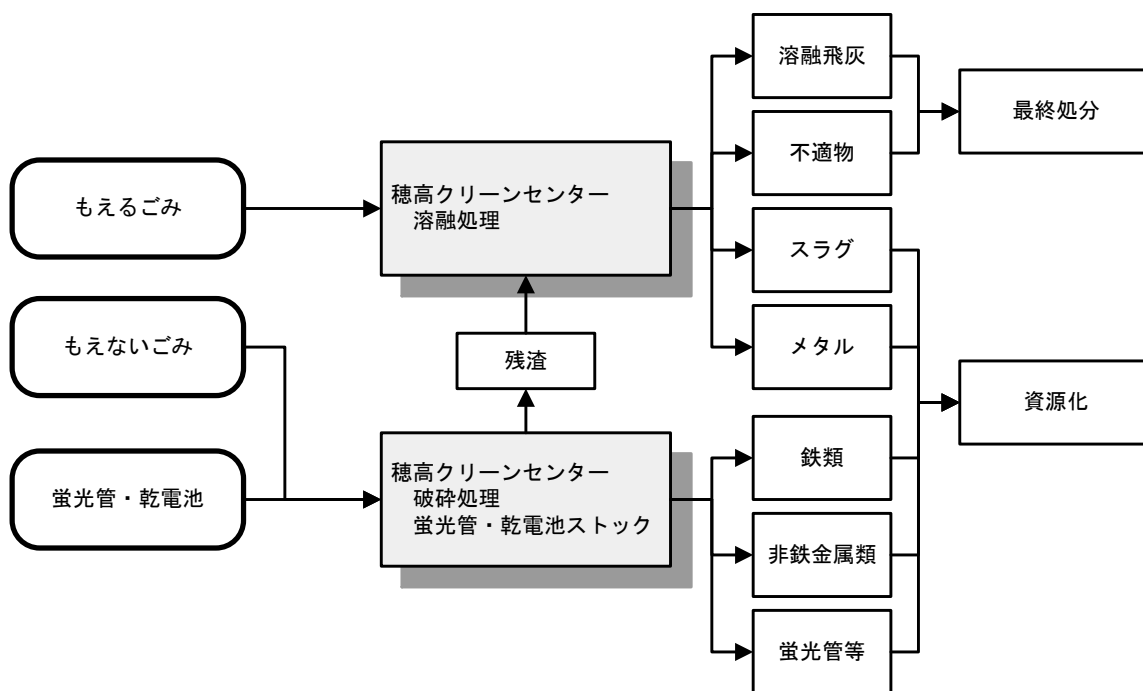 もえるごみ
もえないごみ
蛍光管・乾電池
穂高クリーンセンター
溶融処理
残渣
穂高クリーンセンター
破砕処理
蛍光管・乾電池ストック
溶融飛灰
不適物
スラグ
メタル
鉄類
非鉄金属類
蛍光管等
最終処分
資源化